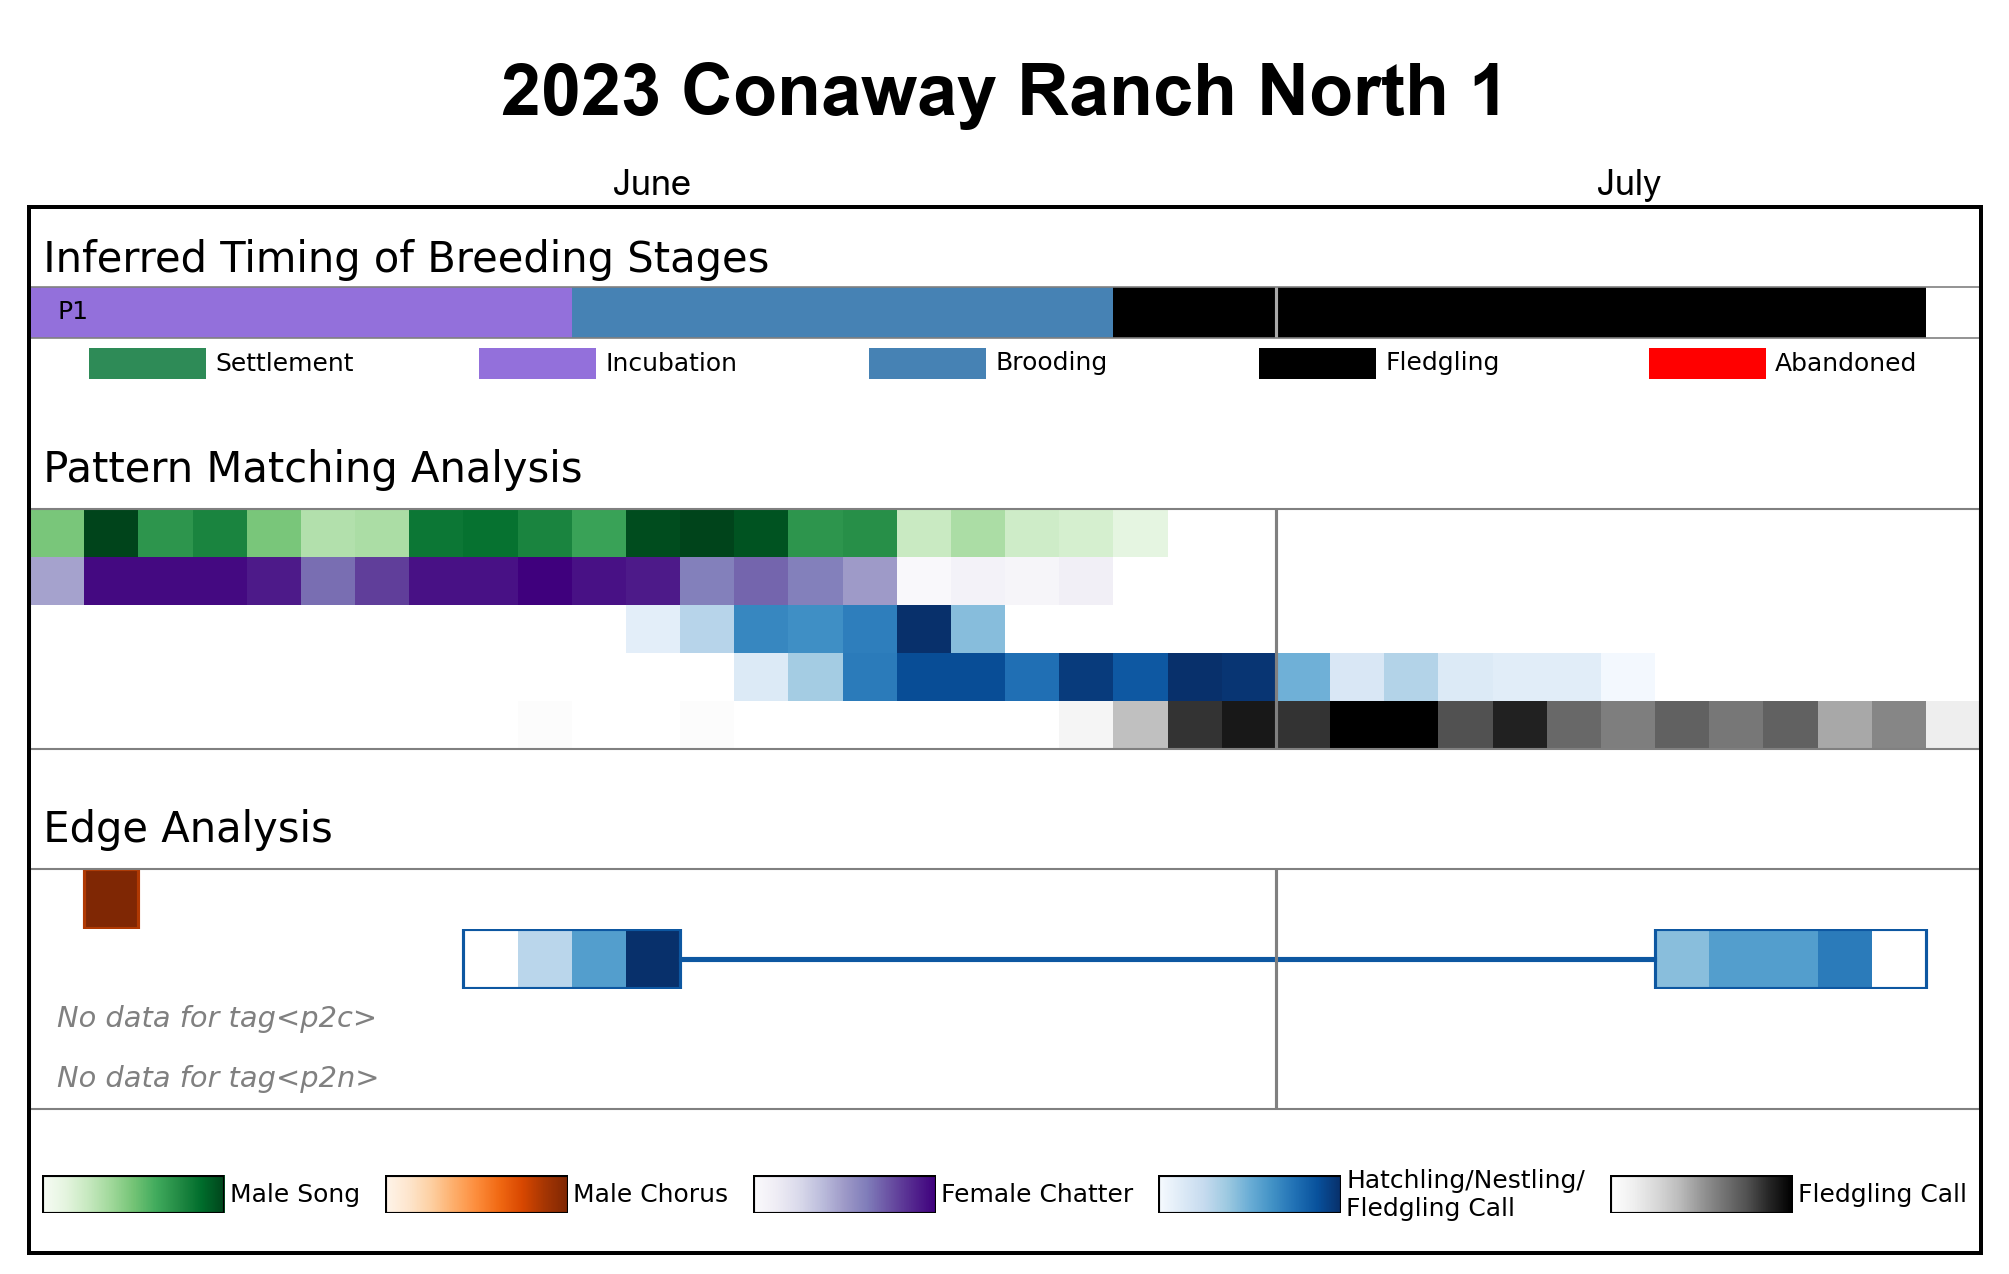 2023 Conaway Ranch North 1
June July
Inferred Timing of Breeding Stages
P1
Settlement Incubation Brooding Fledgling Abandoned
Pattern Matching Analysis
Edge Analysis
No data for tag<p2c>
No data for tag<p2n>
Male Song Male Chorus Female Chatter Hatchling/Nestling/
Fledgling Call Fledgling Call